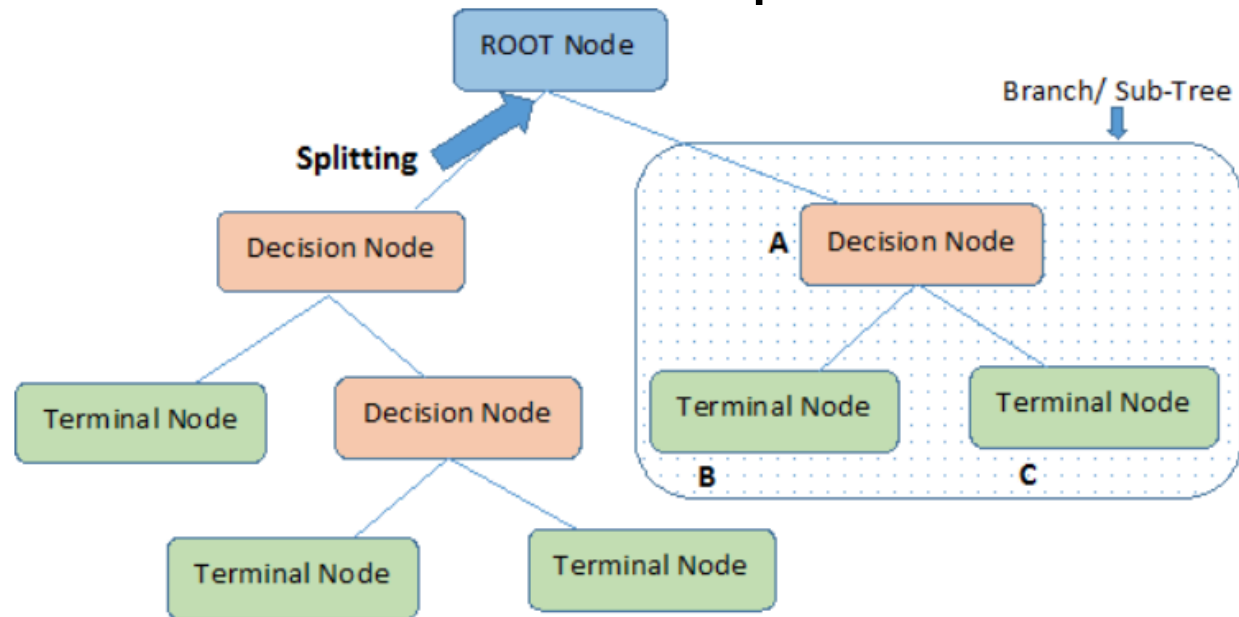 ROOT Node
Branch/ Sub-Tree
Splitting
Decision Node
A
Decision Node
Terminal Node
Decision Node
Terminal Node
Terminal Node
B
C
Terminal Node
Terminal Node